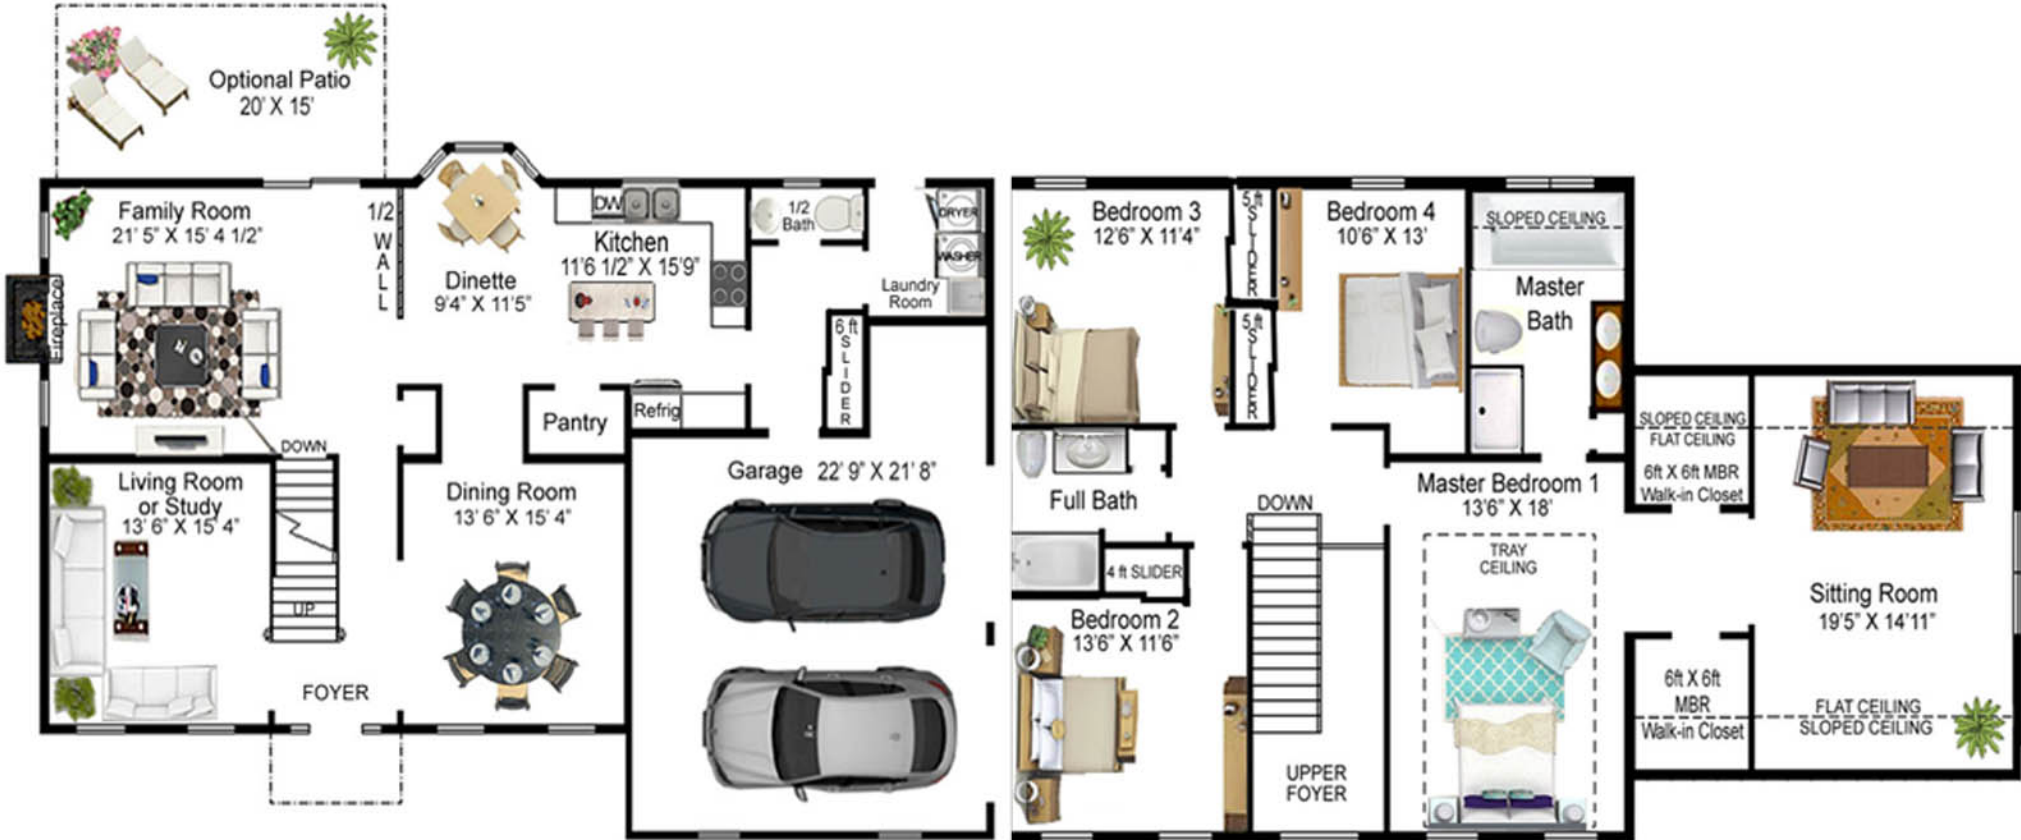 Optional Patio
20' X 15'
Family Room
21' 5" X 15' 4 1/2"
1/2
W
A
L
L
Fireplace
Dinette
9'4" X 11'5"
DW
Kitchen
11'6 1/2" X 15'9"
1/2
Bath
DRYER
WASHER
Laundry
Room
6 ft
S
L
I
D
E
R
Refrig
Pantry
DOWN
Living Room
or Study
13' 6" X 15' 4"
UP
FOYER
Dining Room
13' 6" X 15' 4"
Garage 22' 9" X 21' 8"
Bedroom 3
12'6" X 11'4"
5 ft
S
L
I
D
E
R
5 ft
S
L
I
D
E
R
Bedroom 4
10'6" X 13'
SLOPED CEILING
Master
Bath
Full Bath
4 ft SLIDER
DOWN
Bedroom 2
13'6" X 11'6"
UPPER
FOYER
Master Bedroom 1
13'6" X 18'
TRAY
CEILING
SLOPED CEILING
FLAT CEILING
6ft X 6ft MBR
Walk-in Closet
Sitting Room
19'5" X 14'11"
6ft X 6ft
MBR
Walk-in Closet
FLAT CEILING
SLOPED CEILING